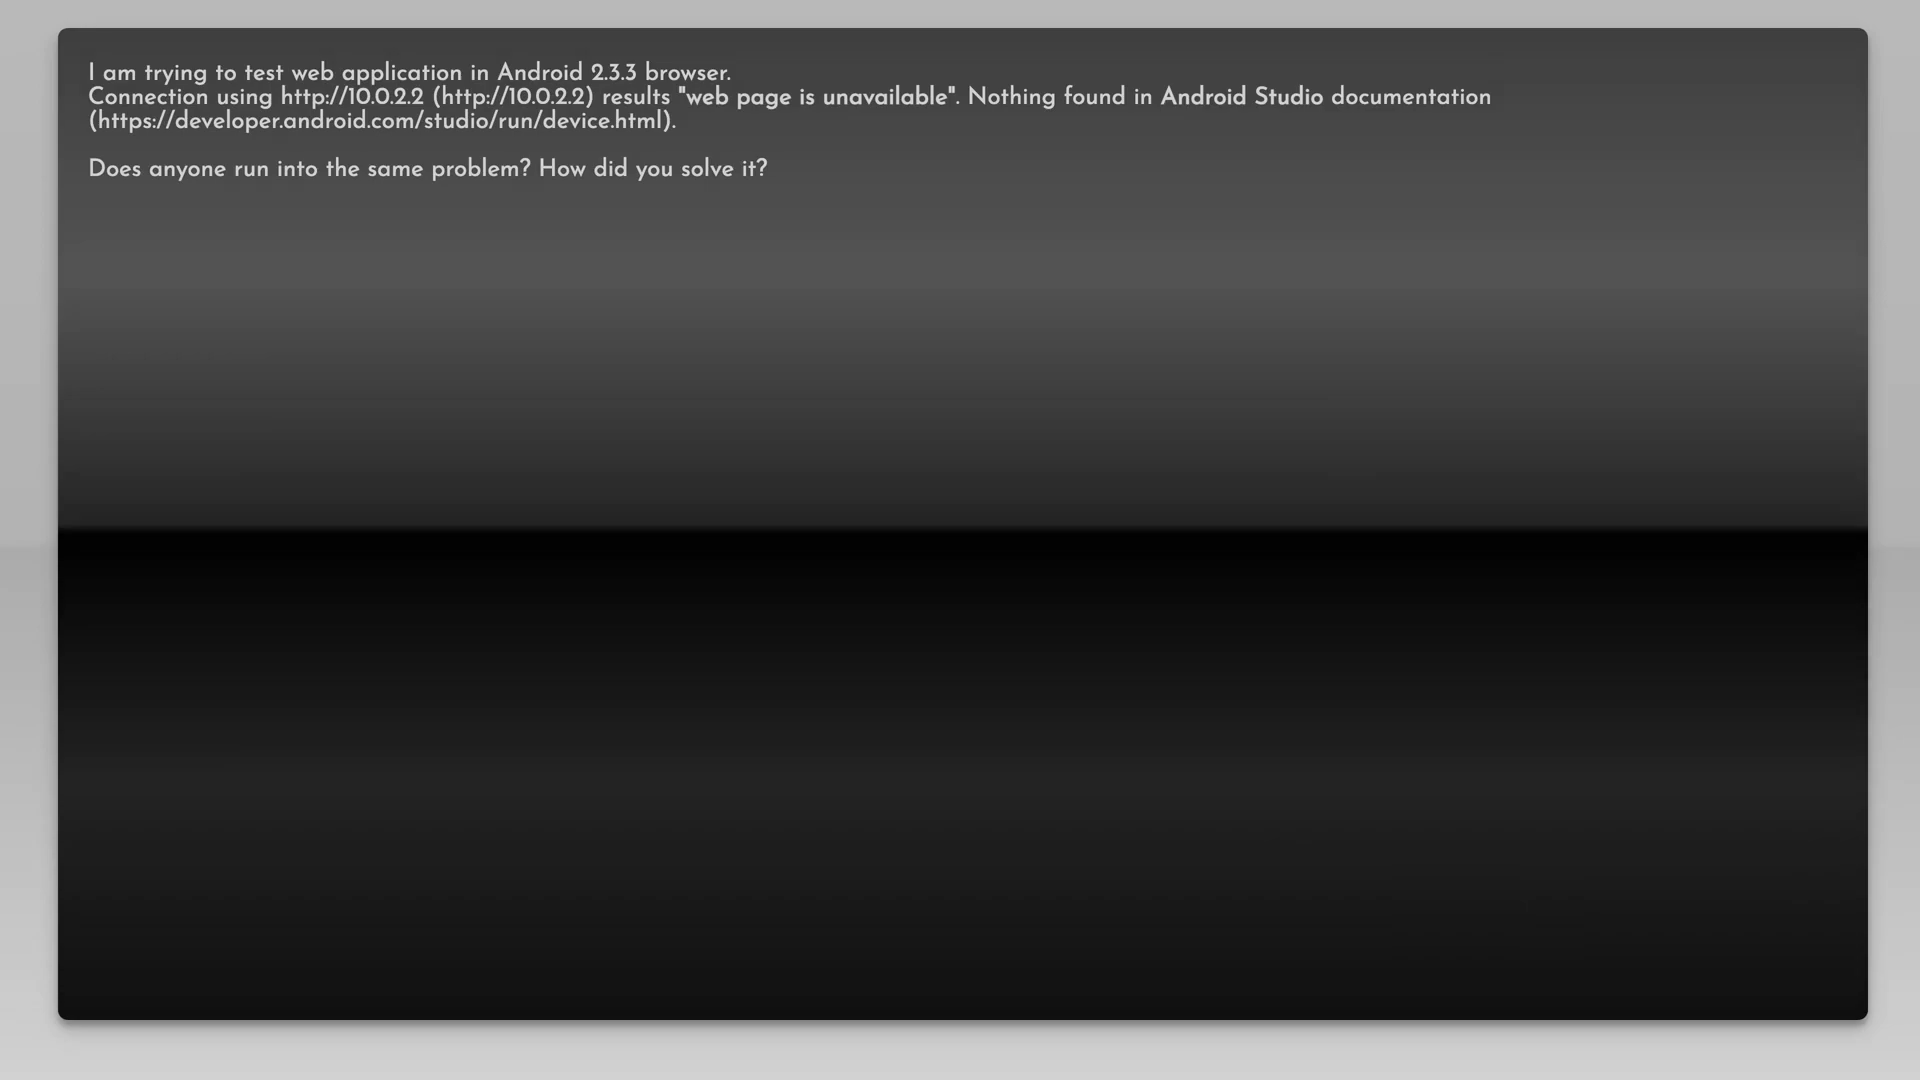 I am trying to test web application in Android 2.3.3 browser.
Connection using http://10.0.2.2 (http://10.0.2.2) results "web page is unavailable". Nothing found in Android Studio documentation
(https://developer.android.com/studio/run/device.html).
Does anyone run into the same problem? How did you solve it?